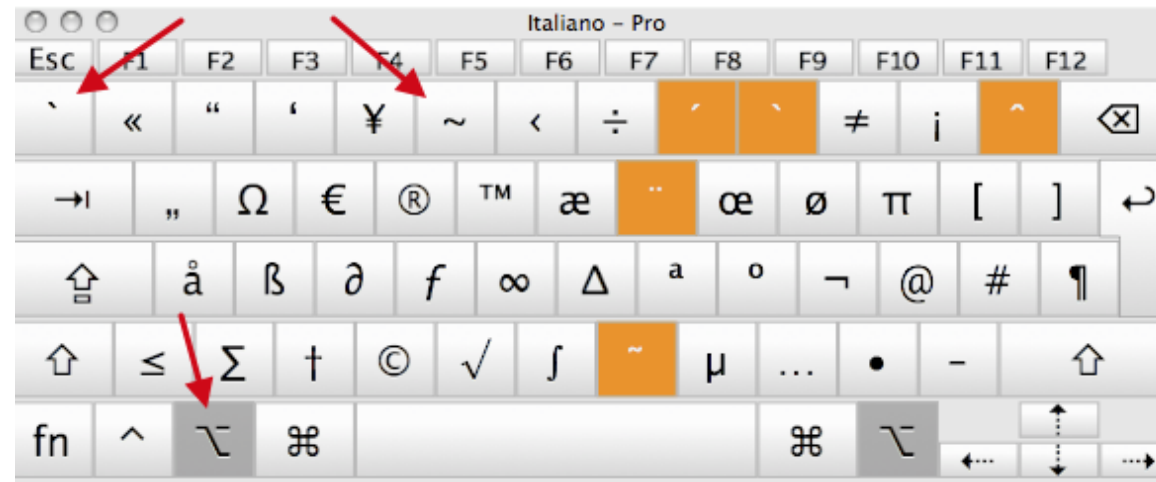 Italiano – Pro
Esc F1 F2 F3 F4 F5 F6 F7 F8 F9 F10 F11 F12
` « “ ‘ ¥ ~ ‹ ÷ ´ ` ≠ ¡ ˆ ⌫
→I „ Ω € ® ™ æ ¨ œ ø π [ ] ↩
⇪ å ß ∂ ƒ ∞ ∆ ª º ¬ @ # ¶
⇧ ≤ ∑ † © √ ∫ ˜ µ … • – ⇧
fn ^ ⌥ ⌘ ⌘ ⌥ ⇠ ⇡ ⇣ ⇢